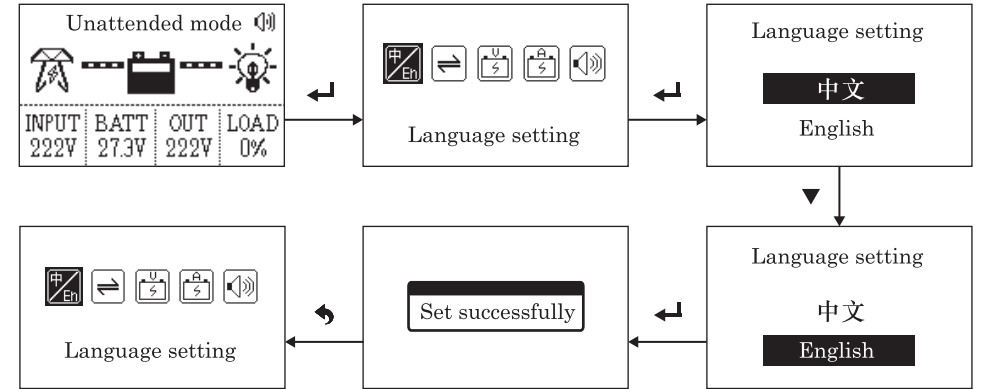 Unattended mode
INPUT BATT OUT LOAD
222V 27.3V 222V 0%
中/En U A
Language setting
Language setting
中文
English
Language setting
中文
English
Set successfully
中/En U A
Language setting